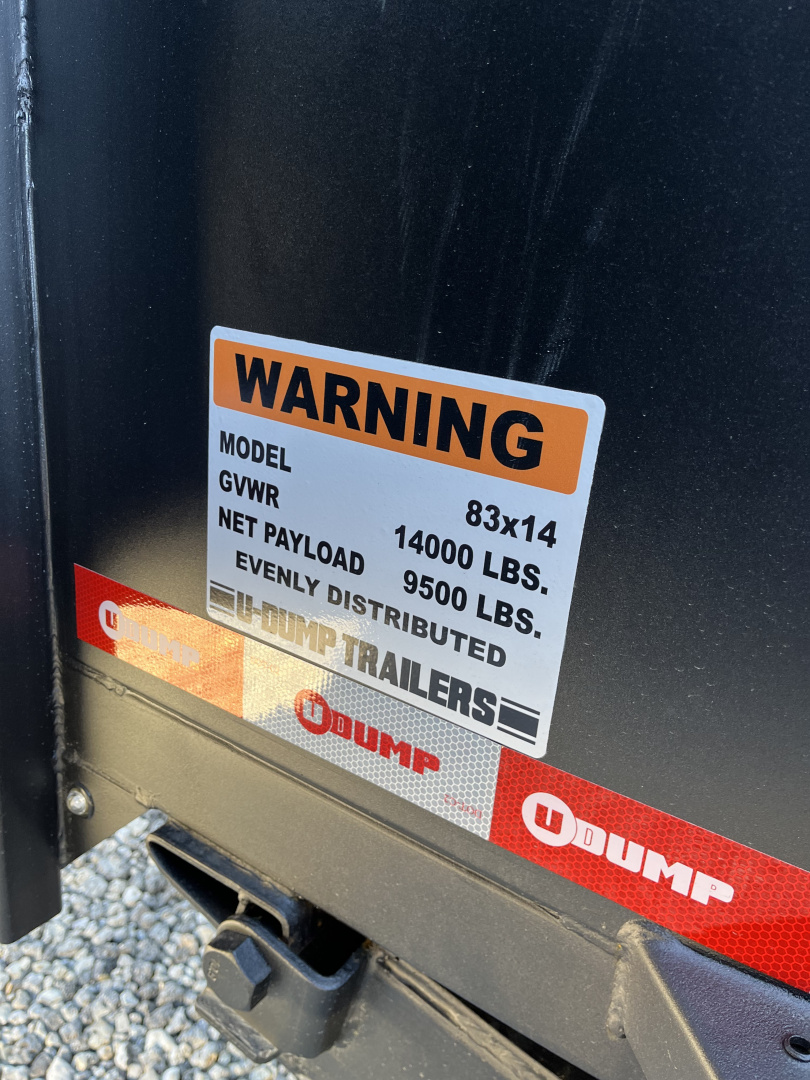 WARNING
MODEL 83x14
GVWR 14000 LBS.
NET PAYLOAD 9500 LBS.
EVENLY DISTRIBUTED
U-DUMP TRAILERS
UDUMP
UDUMP
UDUMP